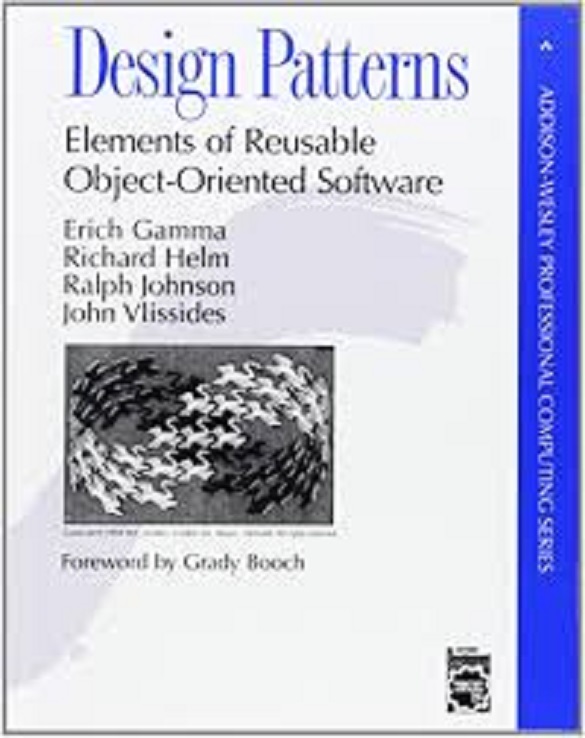 Design Patterns
Elements of Reusable
Object-Oriented Software
Erich Gamma
Richard Helm
Ralph Johnson
John Vlissides
Foreword by Grady Booch
ADDISON-WESLEY PROFESSIONAL COMPUTING SERIES